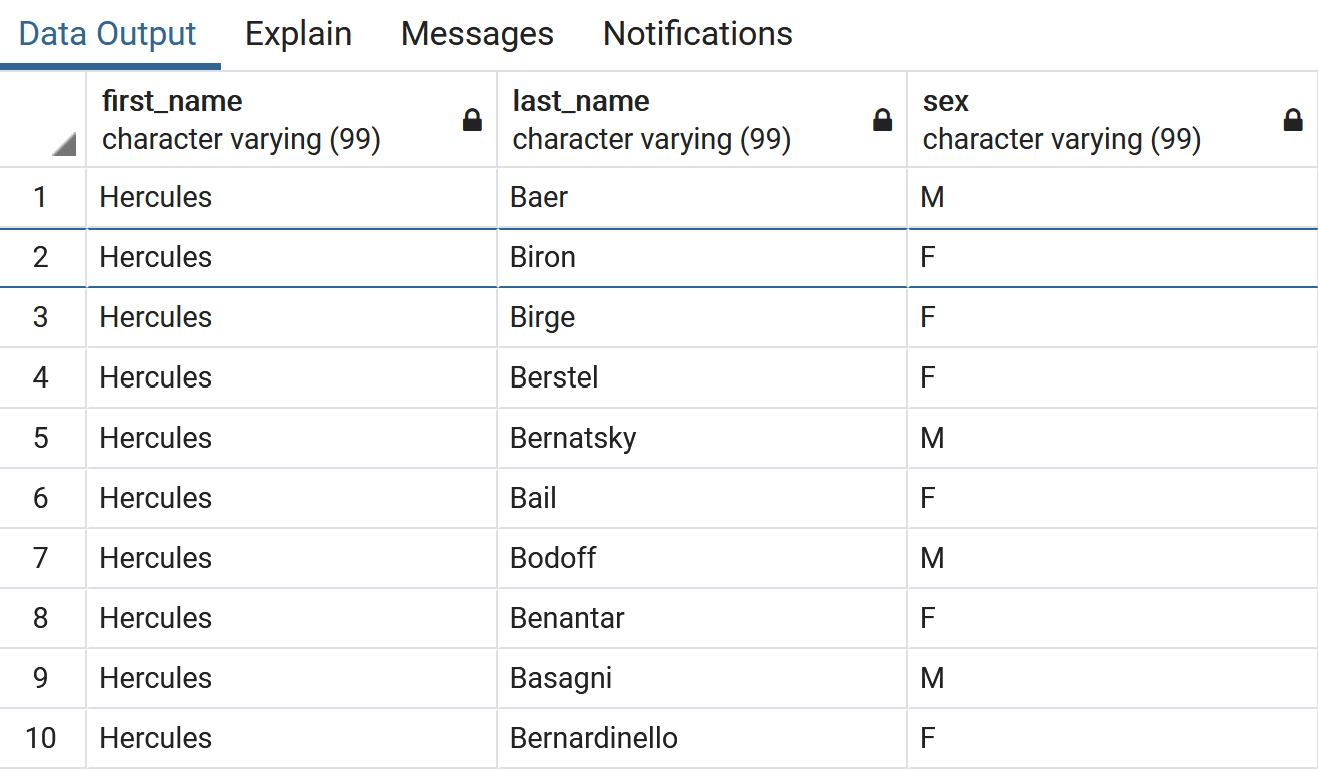 Data Output Explain Messages Notifications
first_name last_name sex
character varying (99) character varying (99) character varying (99)
1 Hercules Baer M
2 Hercules Biron F
3 Hercules Birge F
4 Hercules Berstel F
5 Hercules Bernatsky M
6 Hercules Bail F
7 Hercules Bodoff M
8 Hercules Benantar F
9 Hercules Basagni M
10 Hercules Bernardinello F